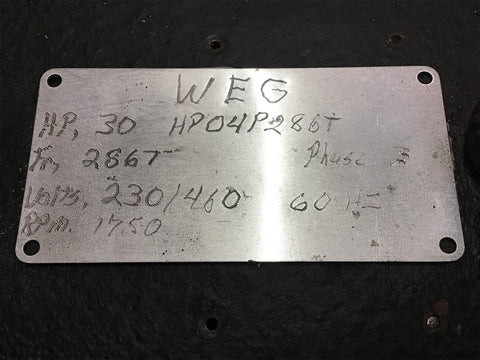 WEG
HP, 30 HP04P286T
Fr, 286T Phase 3
Volts, 230/460 60 HZ
RPM. 1750